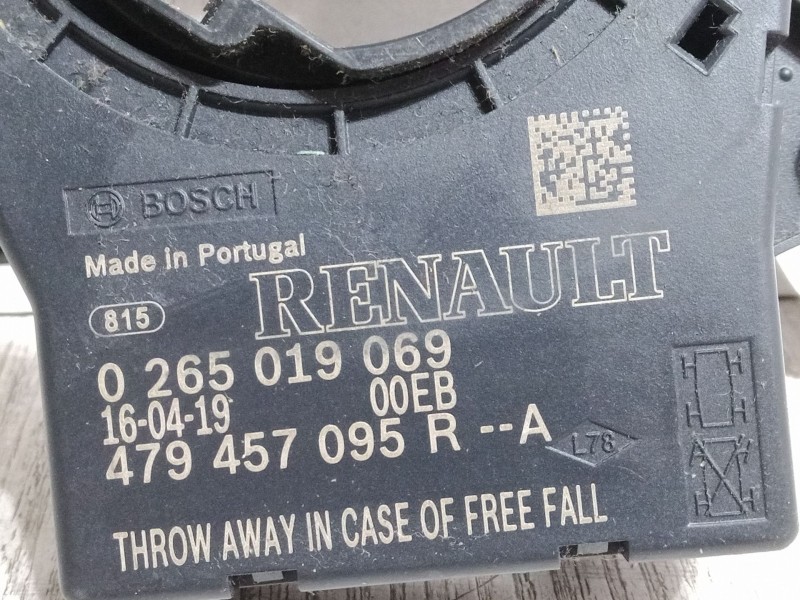 BOSCH
Made in Portugal
RENAULT
815
0 265 019 069
16-04-19 00EB
479 457 095 R --A
L78
THROW AWAY IN CASE OF FREE FALL